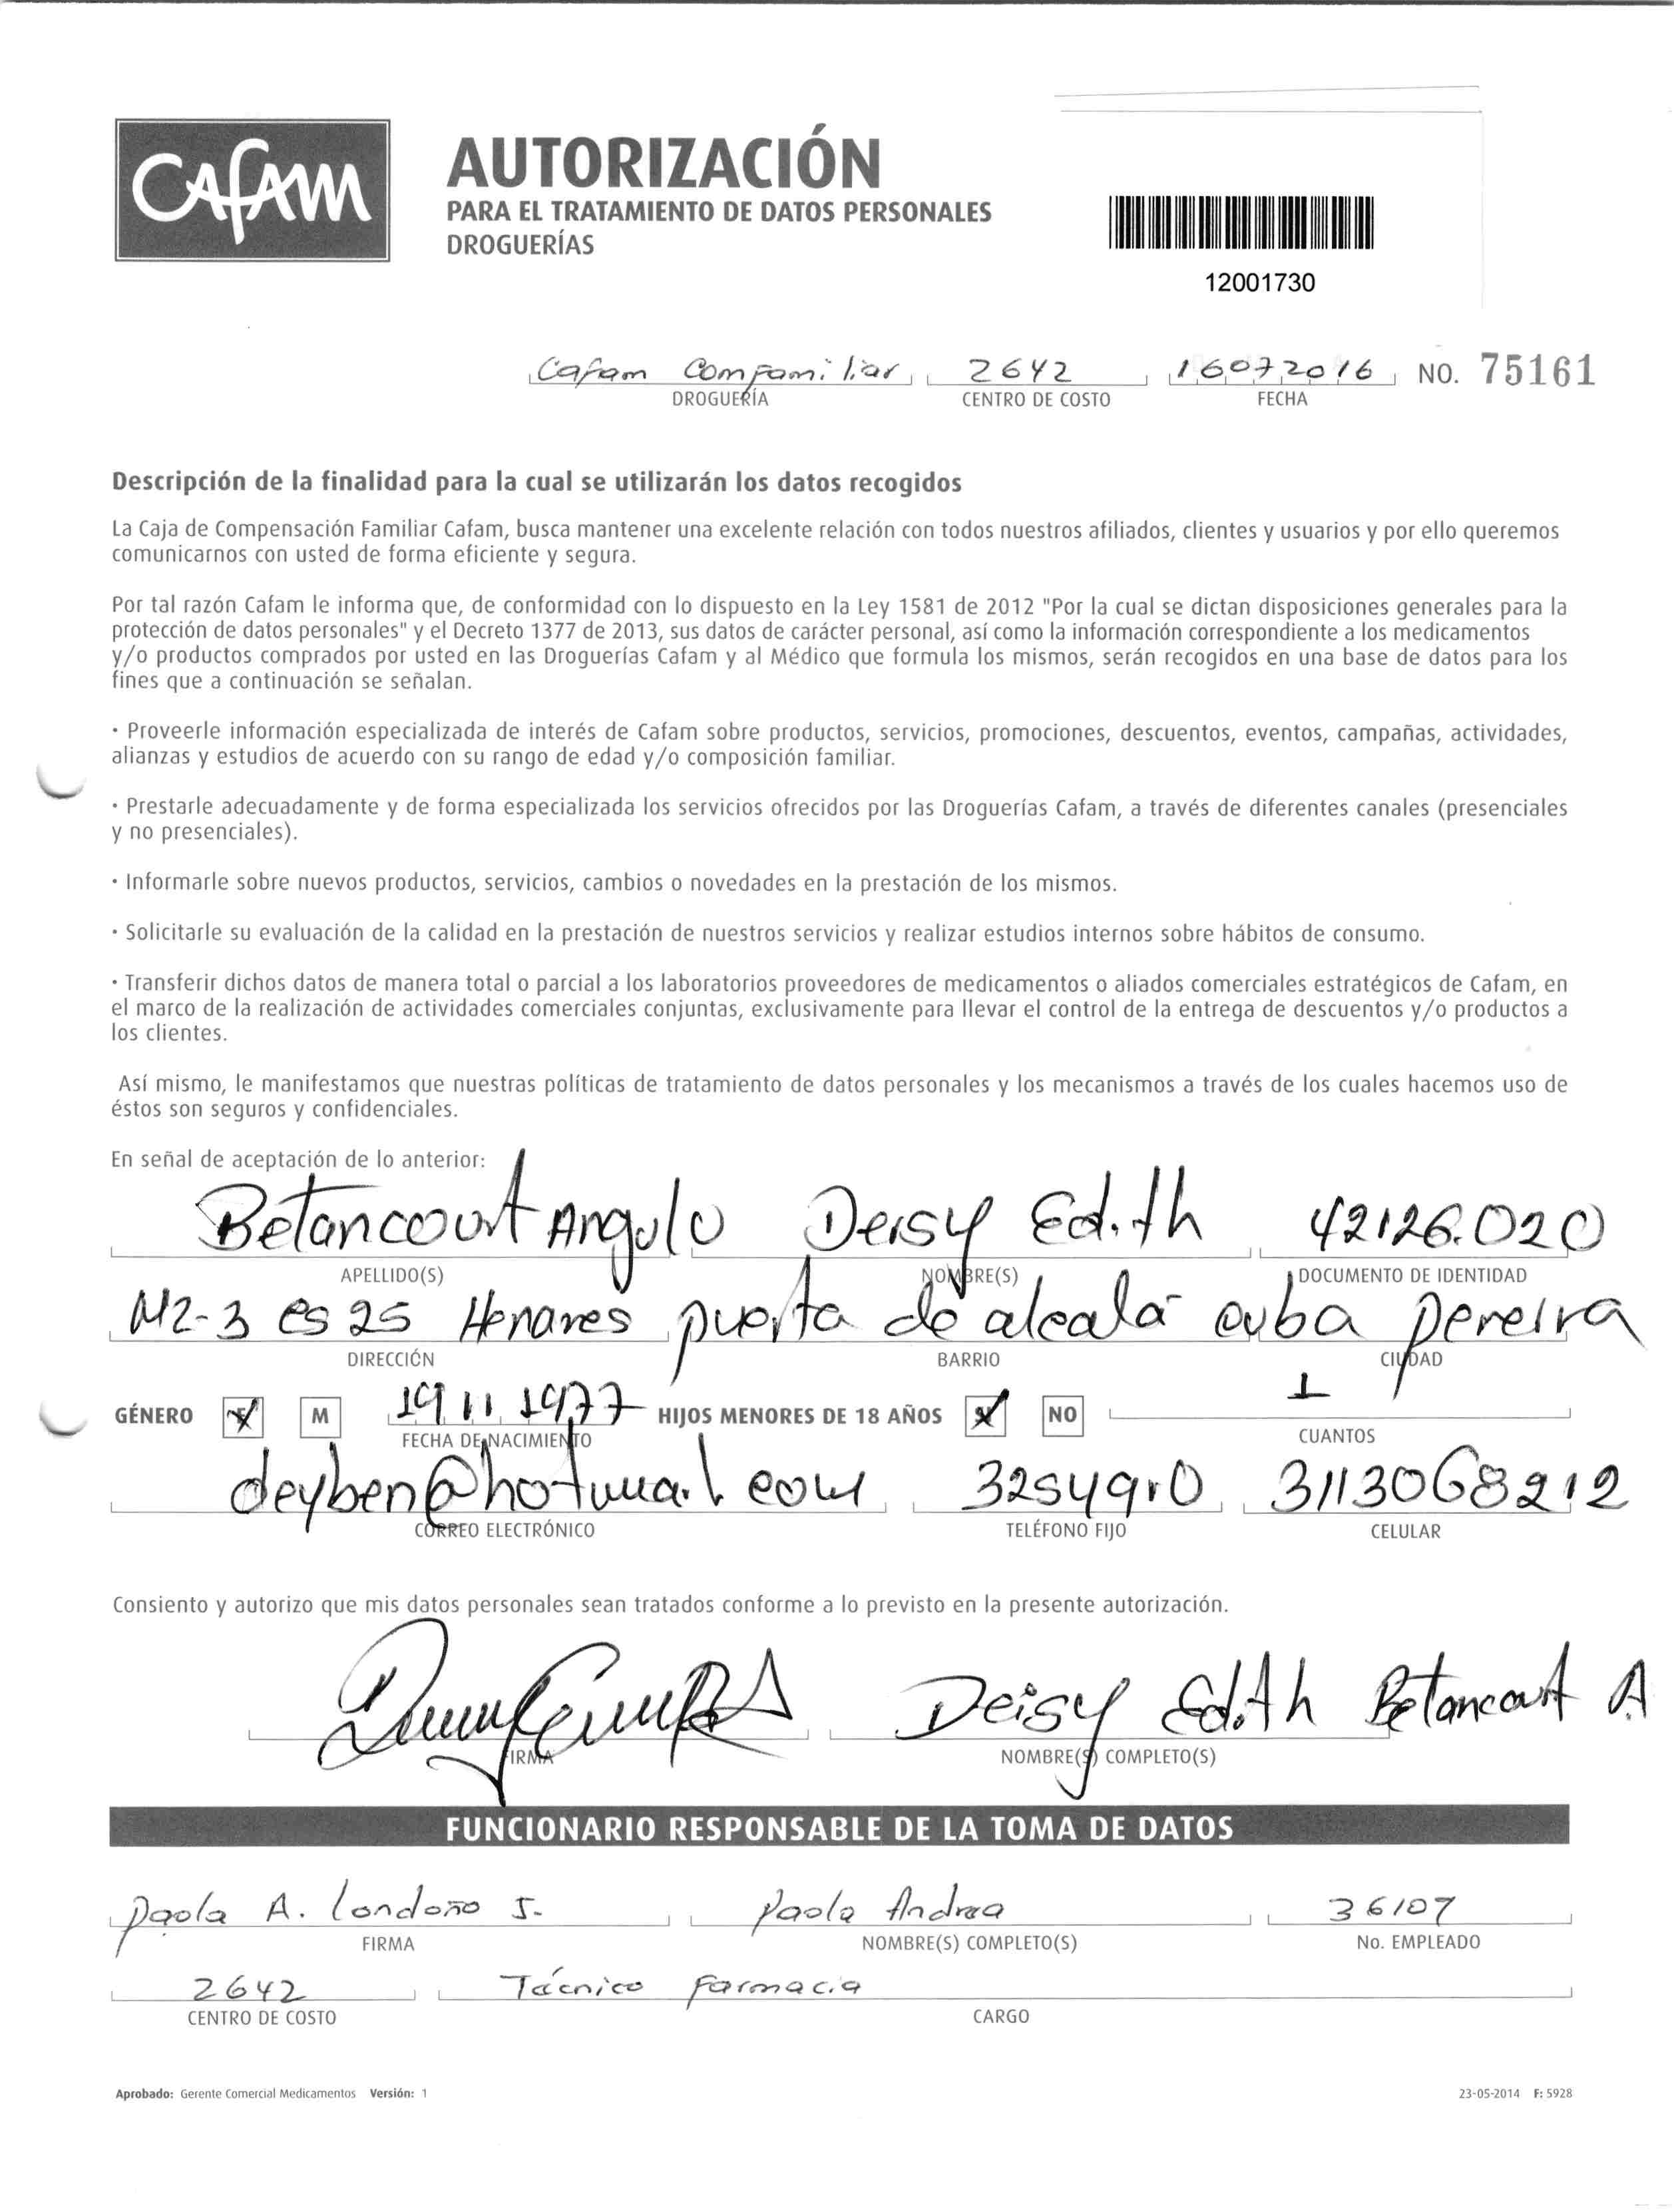 CAFAM
AUTORIZACIÓN
PARA EL TRATAMIENTO DE DATOS PERSONALES
DROGUERÍAS
12001730
Cafam Comfamiliar 2642 16072016 NO. 75161
DROGUERÍA CENTRO DE COSTO FECHA
Descripción de la finalidad para la cual se utilizarán los datos recogidos
La Caja de Compensación Familiar Cafam, busca mantener una excelente relación con todos nuestros afiliados, clientes y usuarios y por ello queremos
comunicarnos con usted de forma eficiente y segura.
Por tal razón Cafam le informa que, de conformidad con lo dispuesto en la Ley 1581 de 2012 "Por la cual se dictan disposiciones generales para la
protección de datos personales" y el Decreto 1377 de 2013, sus datos de carácter personal, así como la información correspondiente a los medicamentos
y/o productos comprados por usted en las Droguerías Cafam y al Médico que formula los mismos, serán recogidos en una base de datos para los
fines que a continuación se señalan.
· Proveerle información especializada de interés de Cafam sobre productos, servicios, promociones, descuentos, eventos, campañas, actividades,
alianzas y estudios de acuerdo con su rango de edad y/o composición familiar.
· Prestarle adecuadamente y de forma especializada los servicios ofrecidos por las Droguerías Cafam, a través de diferentes canales (presenciales
y no presenciales).
· Informarle sobre nuevos productos, servicios, cambios o novedades en la prestación de los mismos.
· Solicitarle su evaluación de la calidad en la prestación de nuestros servicios y realizar estudios internos sobre hábitos de consumo.
· Transferir dichos datos de manera total o parcial a los laboratorios proveedores de medicamentos o aliados comerciales estratégicos de Cafam, en
el marco de la realización de actividades comerciales conjuntas, exclusivamente para llevar el control de la entrega de descuentos y/o productos a
los clientes.
Así mismo, le manifestamos que nuestras políticas de tratamiento de datos personales y los mecanismos a través de los cuales hacemos uso de
éstos son seguros y confidenciales.
En señal de aceptación de lo anterior:
Betancourt Angulo Deisy Edith 42126.020
APELLIDO(S) NOMBRE(S) DOCUMENTO DE IDENTIDAD
Mz-3 cs 25 Henares puerta de alcala cuba pereira
DIRECCIÓN BARRIO CIUDAD
GÉNERO M 19 11 1977 HIJOS MENORES DE 18 AÑOS SI NO 1
FECHA DE NACIMIENTO CUANTOS
deyben@hotmail.com 3254910 3113068212
CORREO ELECTRÓNICO TELÉFONO FIJO CELULAR
Consiento y autorizo que mis datos personales sean tratados conforme a lo previsto en la presente autorización.
Deisy Edith Betancourt A
FIRMA NOMBRE(S) COMPLETO(S)
FUNCIONARIO RESPONSABLE DE LA TOMA DE DATOS
Paola A. Londoño J. Paola Andrea 36107
FIRMA NOMBRE(S) COMPLETO(S) No. EMPLEADO
2642 Técnico Farmacia
CENTRO DE COSTO CARGO
Aprobado: Gerente Comercial Medicamentos Versión: 1 23-05-2014 F: 5928